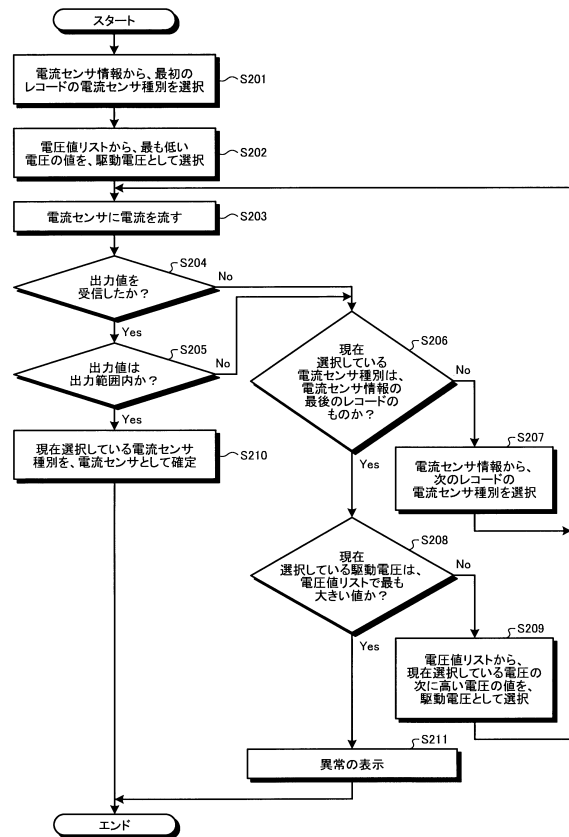 スタート
電流センサ情報から、最初の
レコードの電流センサ種別を選択
S201
電圧値リストから、最も低い
電圧の値を、駆動電圧として選択
S202
電流センサに電流を流す
S203
出力値を
受信したか？
S204
No
Yes
出力値は
出力範囲内か？
S205
No
Yes
現在
選択している
電流センサ種別は、
電流センサ情報の
最後のレコードの
ものか？
S206
No
Yes
電流センサ情報から、
次のレコードの
電流センサ種別を選択
S207
現在選択している電流センサ
種別を、電流センサとして確定
S210
現在
選択している駆動電圧は、
電圧値リストで最も
大きい値か？
S208
No
Yes
電圧値リストから、
現在選択している電圧の
次に高い電圧の値を、
駆動電圧として選択
S209
異常の表示
S211
エンド